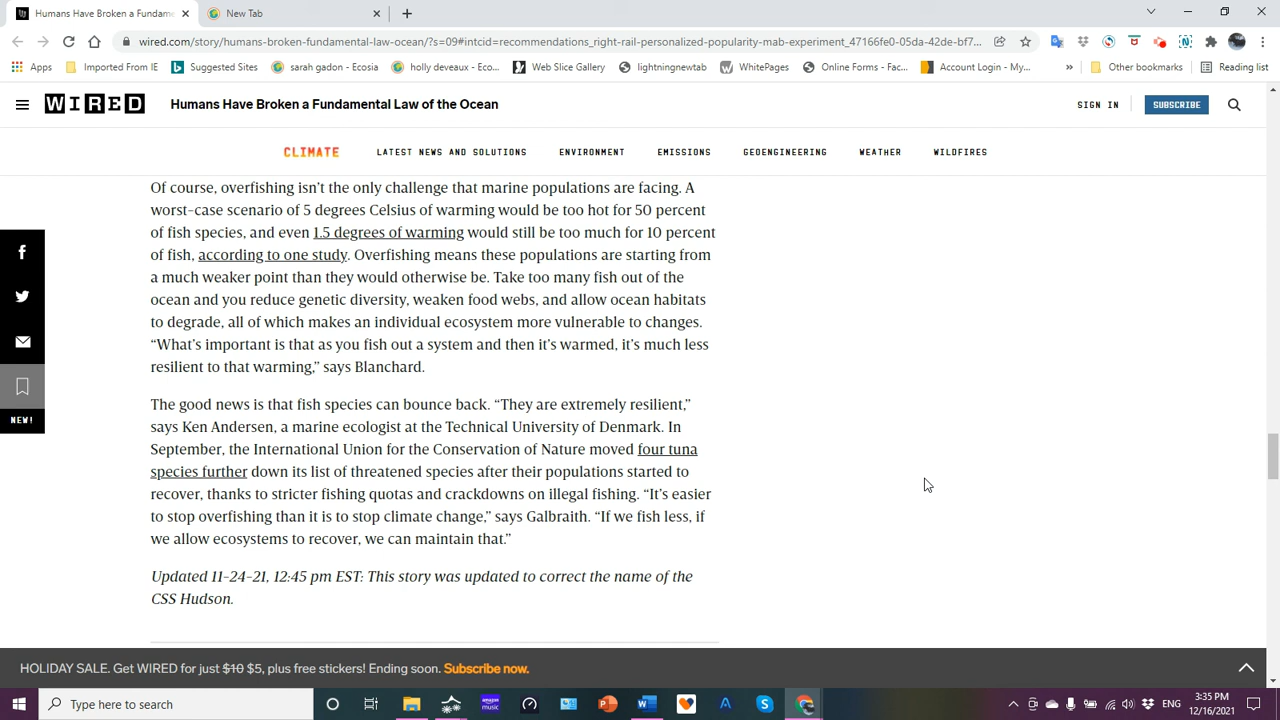 Humans Have Broken a Fundame
New Tab
wired.com/story/humans-broken-fundamental-law-ocean/?s=09#intcid=recommendations_right-rail-personalized-popularity-mab-experiment_47166fe0-05da-42de-bf7...
Apps
Imported From IE
Suggested Sites
sarah gadon - Ecosia
holly deveaux - Eco...
Web Slice Gallery
lightningnewtab
WhitePages
Online Forms - Fac...
Account Login - My...
»
Other bookmarks
Reading list
WIRED
Humans Have Broken a Fundamental Law of the Ocean
SIGN IN
SUBSCRIBE
CLIMATE
LATEST NEWS AND SOLUTIONS
ENVIRONMENT
EMISSIONS
GEOENGINEERING
WEATHER
WILDFIRES
Of course, overfishing isn’t the only challenge that marine populations are facing. A
worst-case scenario of 5 degrees Celsius of warming would be too hot for 50 percent
of fish species, and even 1.5 degrees of warming would still be too much for 10 percent
of fish, according to one study. Overfishing means these populations are starting from
a much weaker point than they would otherwise be. Take too many fish out of the
ocean and you reduce genetic diversity, weaken food webs, and allow ocean habitats
to degrade, all of which makes an individual ecosystem more vulnerable to changes.
“What’s important is that as you fish out a system and then it’s warmed, it’s much less
resilient to that warming,” says Blanchard.
The good news is that fish species can bounce back. “They are extremely resilient,”
says Ken Andersen, a marine ecologist at the Technical University of Denmark. In
September, the International Union for the Conservation of Nature moved four tuna
species further down its list of threatened species after their populations started to
recover, thanks to stricter fishing quotas and crackdowns on illegal fishing. “It’s easier
to stop overfishing than it is to stop climate change,” says Galbraith. “If we fish less, if
we allow ecosystems to recover, we can maintain that.”
Updated 11-24-21, 12:45 pm EST: This story was updated to correct the name of the
CSS Hudson.
NEW!
HOLIDAY SALE. Get WIRED for just $10 $5, plus free stickers! Ending soon. Subscribe now.
Type here to search
ENG
3:35 PM
12/16/2021